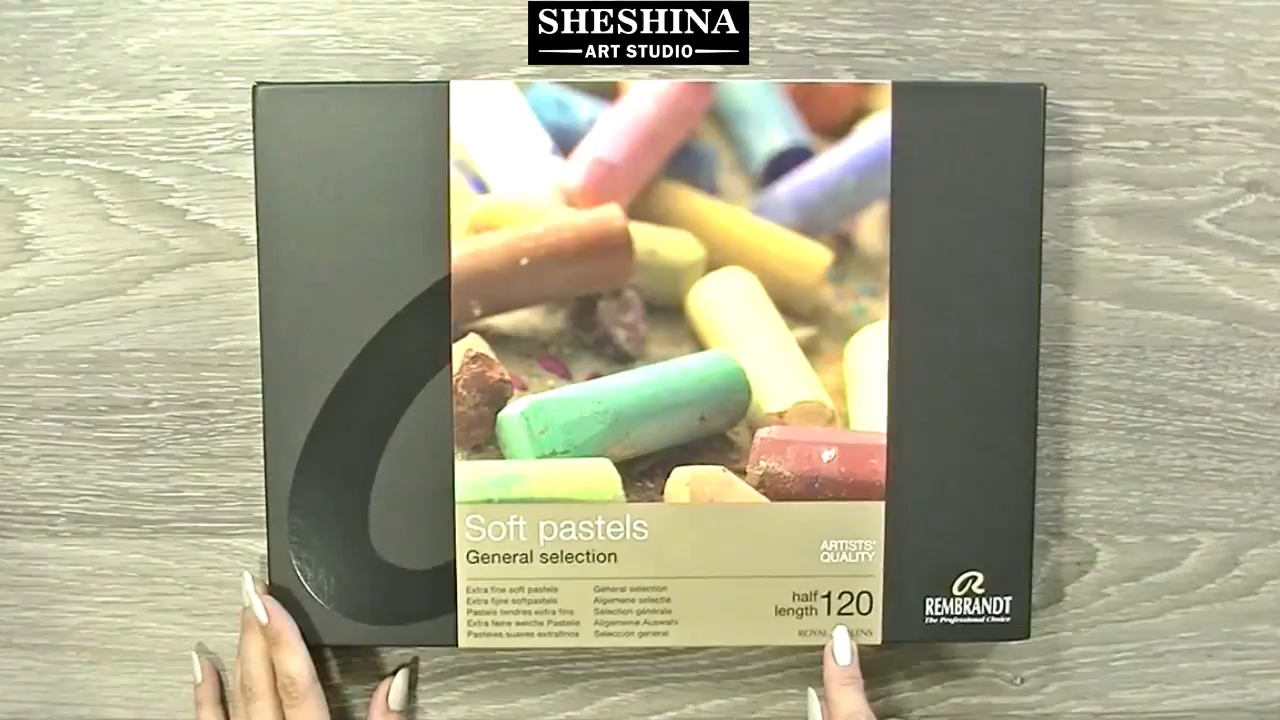 SHESHINA
ART STUDIO
Soft pastels
General selection
ARTISTS'
QUALITY
Extra fine soft pastels
Extra fijne softpastels
Pastels tendres extra fins
Extra feine weiche Pastelle
Pasteles suaves extrafinos
General selection
Algemene selectie
Sélection générale
Allgemeine Auswahl
Selección general
half
length 120
ROYAL
REMBRANDT
The Professional Choice